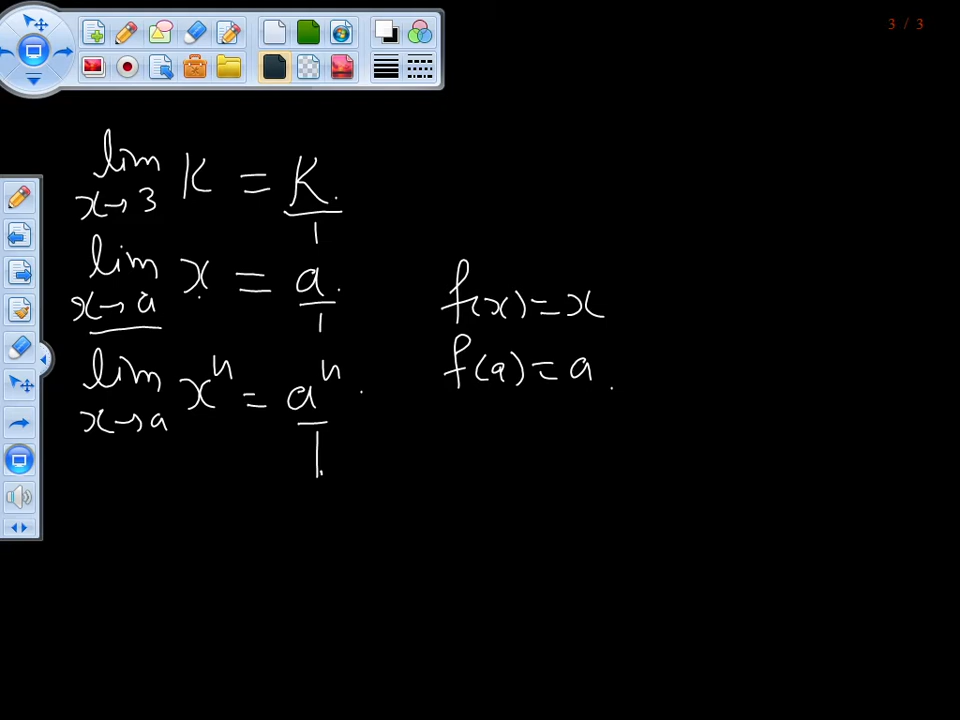 3 / 3
lim x→3 K = K.
lim x→a x = a.
lim x→a xⁿ = aⁿ.
f(x) = x
f(a) = a.